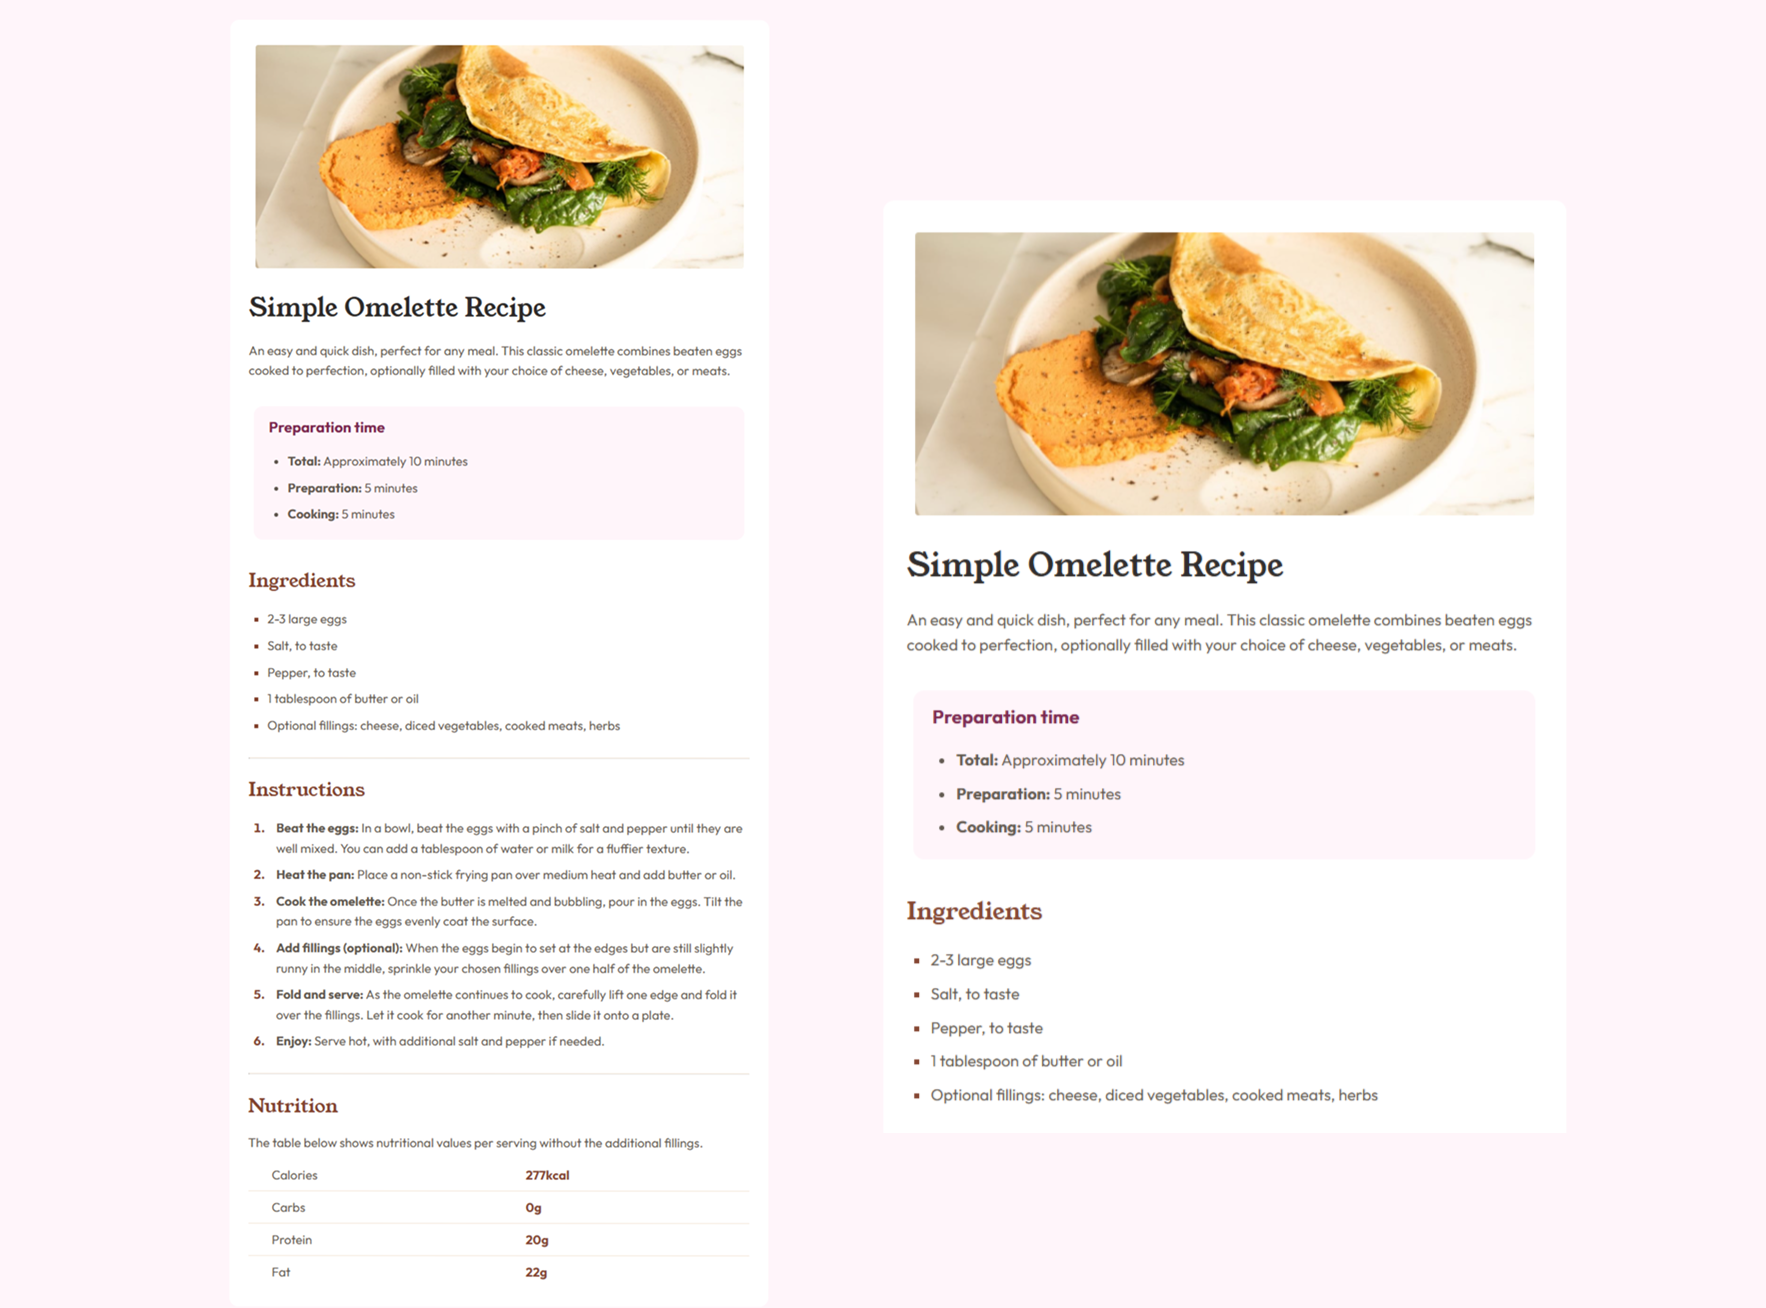 Simple Omelette Recipe
An easy and quick dish, perfect for any meal. This classic omelette combines beaten eggs
cooked to perfection, optionally filled with your choice of cheese, vegetables, or meats.
Preparation time
• Total: Approximately 10 minutes
• Preparation: 5 minutes
• Cooking: 5 minutes
Ingredients
▪ 2-3 large eggs
▪ Salt, to taste
▪ Pepper, to taste
▪ 1 tablespoon of butter or oil
▪ Optional fillings: cheese, diced vegetables, cooked meats, herbs
Instructions
1. Beat the eggs: In a bowl, beat the eggs with a pinch of salt and pepper until they are
well mixed. You can add a tablespoon of water or milk for a fluffier texture.
2. Heat the pan: Place a non-stick frying pan over medium heat and add butter or oil.
3. Cook the omelette: Once the butter is melted and bubbling, pour in the eggs. Tilt the
pan to ensure the eggs evenly coat the surface.
4. Add fillings (optional): When the eggs begin to set at the edges but are still slightly
runny in the middle, sprinkle your chosen fillings over one half of the omelette.
5. Fold and serve: As the omelette continues to cook, carefully lift one edge and fold it
over the fillings. Let it cook for another minute, then slide it onto a plate.
6. Enjoy: Serve hot, with additional salt and pepper if needed.
Nutrition
The table below shows nutritional values per serving without the additional fillings.
Calories 277kcal
Carbs 0g
Protein 20g
Fat 22g
Simple Omelette Recipe
An easy and quick dish, perfect for any meal. This classic omelette combines beaten eggs
cooked to perfection, optionally filled with your choice of cheese, vegetables, or meats.
Preparation time
• Total: Approximately 10 minutes
• Preparation: 5 minutes
• Cooking: 5 minutes
Ingredients
▪ 2-3 large eggs
▪ Salt, to taste
▪ Pepper, to taste
▪ 1 tablespoon of butter or oil
▪ Optional fillings: cheese, diced vegetables, cooked meats, herbs